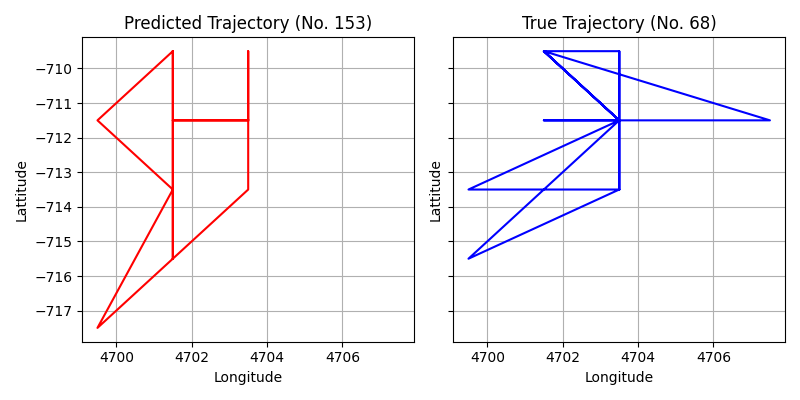 Predicted Trajectory (No. 153)
True Trajectory (No. 68)
Lattitude
−710
−711
−712
−713
−714
−715
−716
−717
4700 4702 4704 4706
Longitude
Lattitude
4700 4702 4704 4706
Longitude